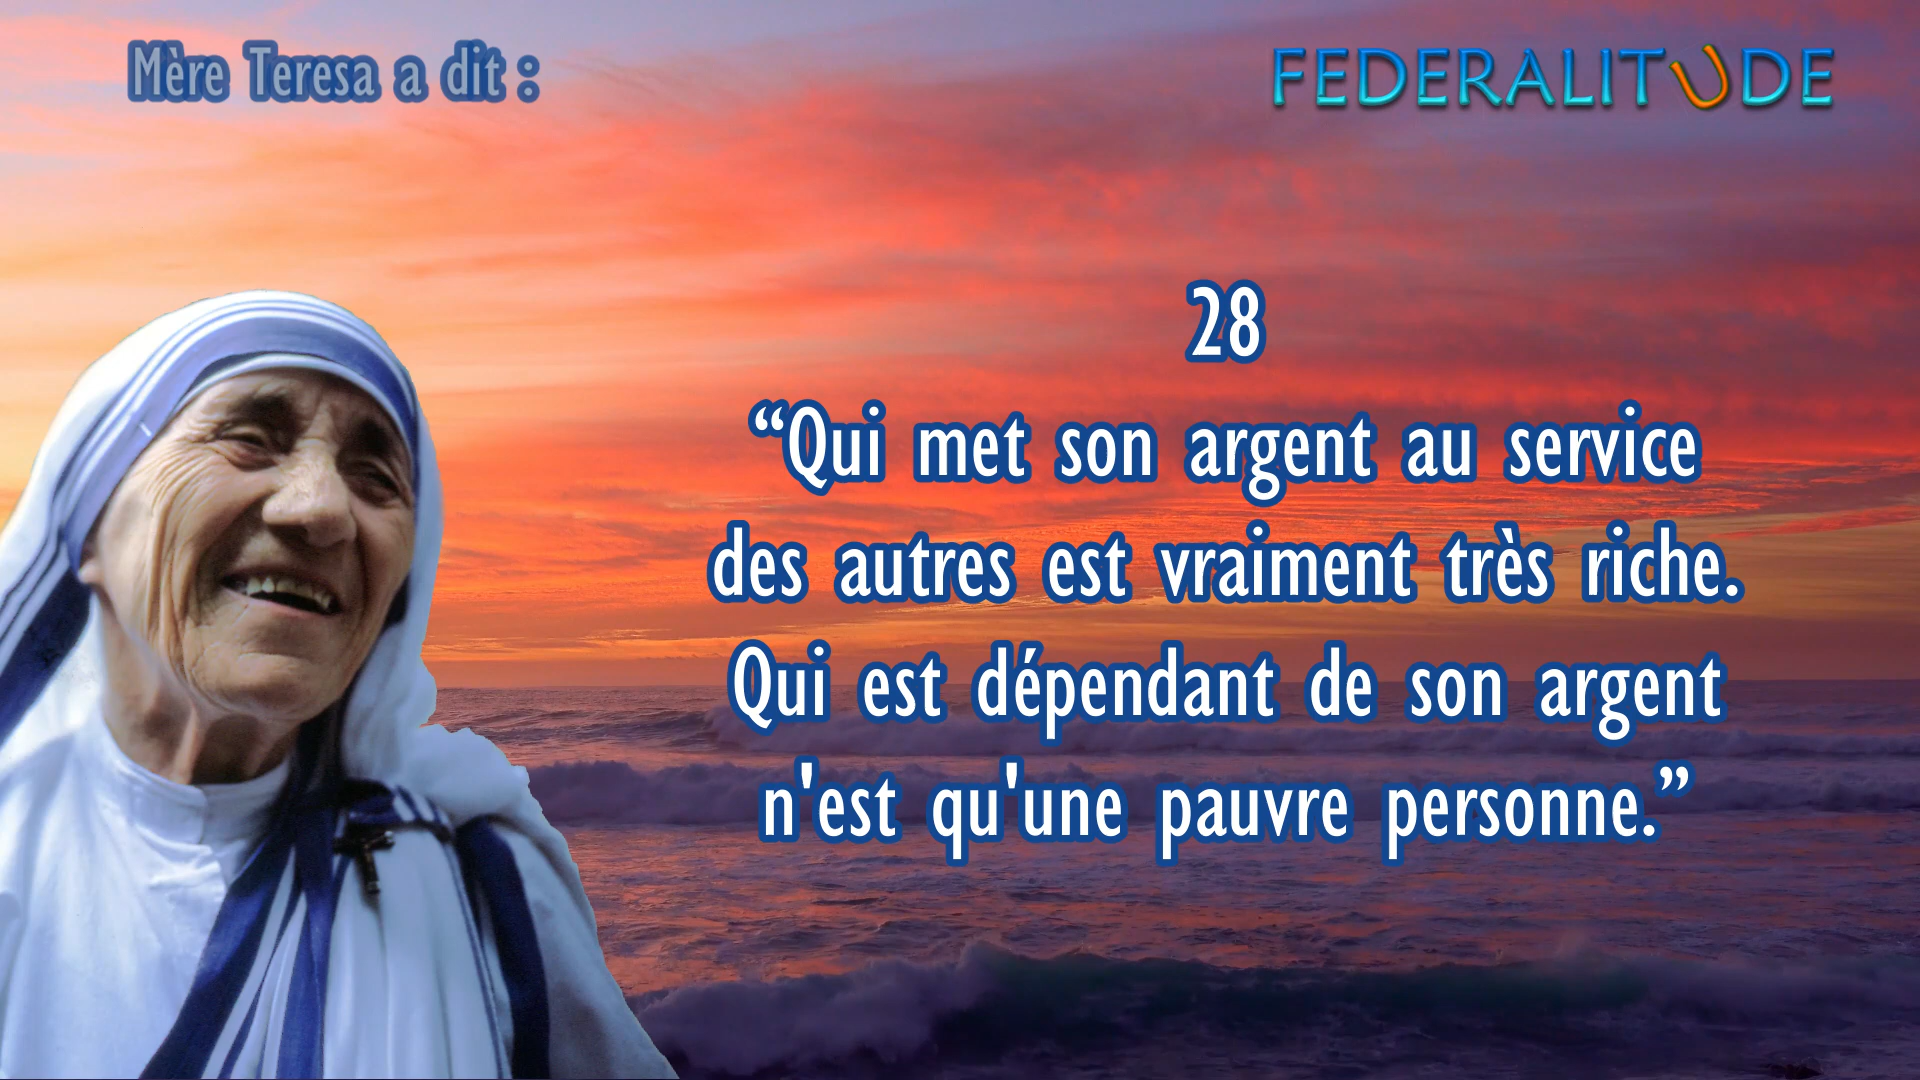 Mère Teresa a dit :
FEDERALITUDE
28
“Qui met son argent au service
des autres est vraiment très riche.
Qui est dépendant de son argent
n'est qu'une pauvre personne.”